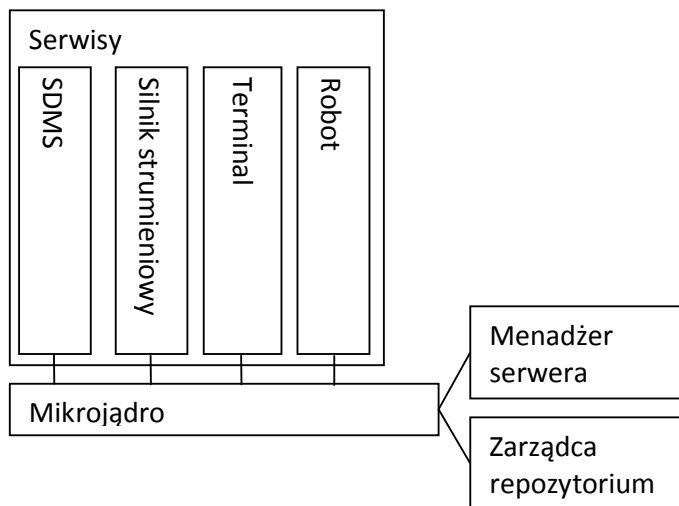 Serwisy
SDMS
Silnik strumieniowy
Terminal
Robot
Menadżer
serwera
Mikrojądro
Zarządca
repozytorium